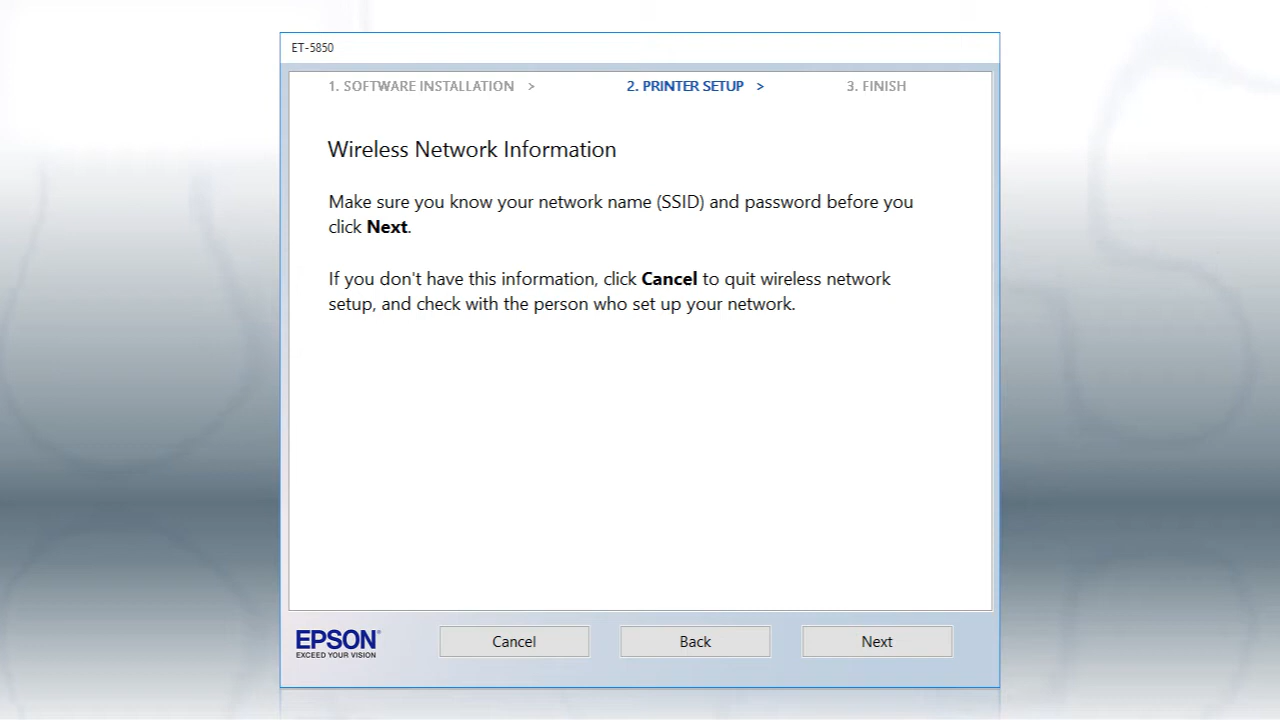 ET-5850
1. SOFTWARE INSTALLATION > 2. PRINTER SETUP > 3. FINISH
Wireless Network Information
Make sure you know your network name (SSID) and password before you
click Next.
If you don't have this information, click Cancel to quit wireless network
setup, and check with the person who set up your network.
EPSON®
EXCEED YOUR VISION
Cancel Back Next